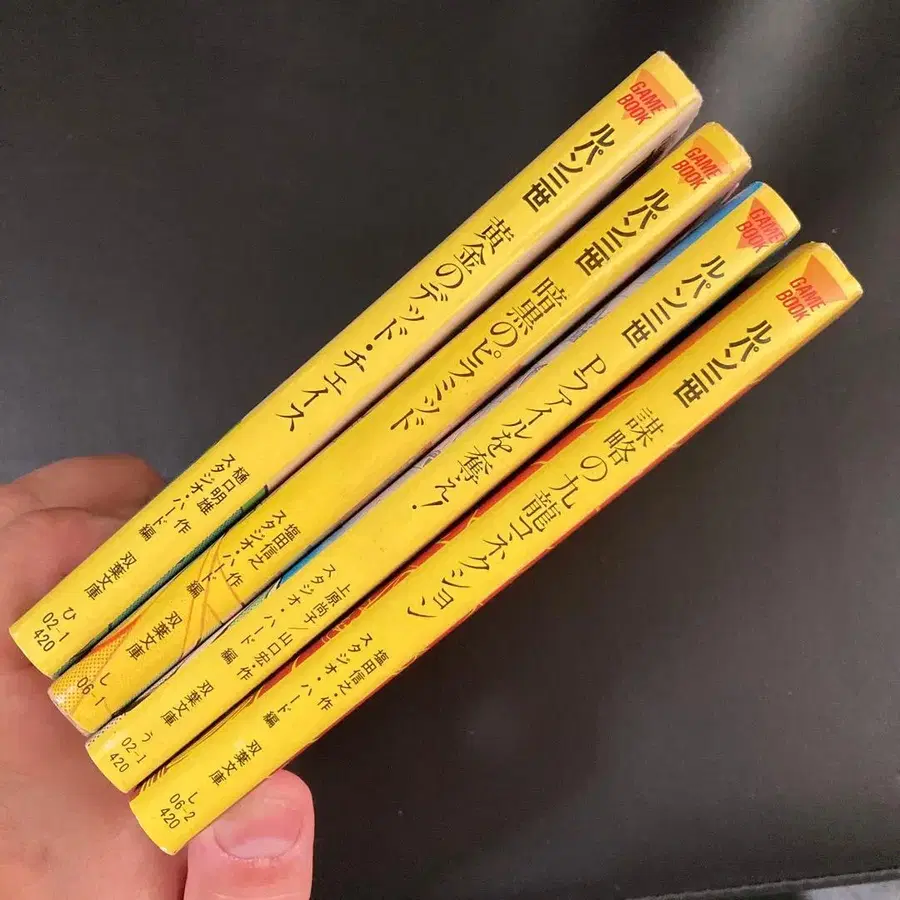 GAME
BOOK
ルパン三世
黄金のデッド・チェイス
樋口明雄 作
スタジオ・ハード 編
双葉文庫
ひ
02-1
420
GAME
BOOK
ルパン三世
暗黒のピラミッド
塩田信之 作
スタジオ・ハード 編
双葉文庫
し
06-1
GAME
BOOK
ルパン三世
Pファイルを奪え!
上原尚子/山口宏・作
スタジオ・ハード 編
双葉文庫
う
02-1
420
GAME
BOOK
ルパン三世
謀略の九龍コネクション
塩田信之・作
スタジオ・ハード 編
双葉文庫
し
06-2
420